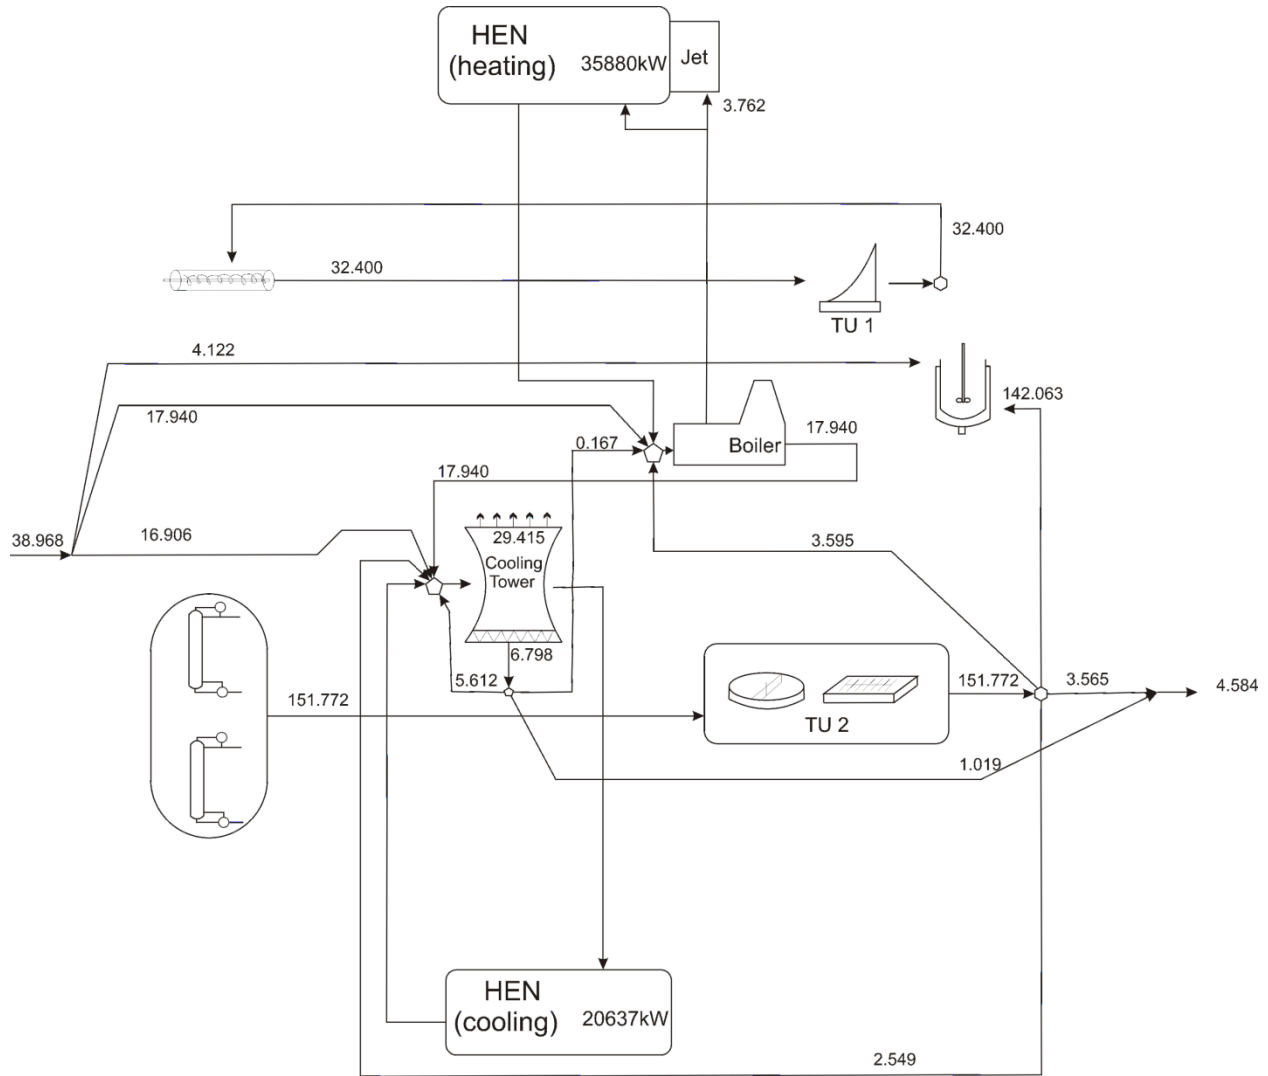 HEN
(heating)
35880kW
Jet
3.762
32.400
32.400
TU 1
4.122
142.063
17.940
0.167
Boiler
17.940
17.940
38.968
16.906
29.415
Cooling
Tower
3.595
6.798
5.612
151.772
151.772
3.565
4.584
TU 2
1.019
HEN
(cooling)
20637kW
2.549